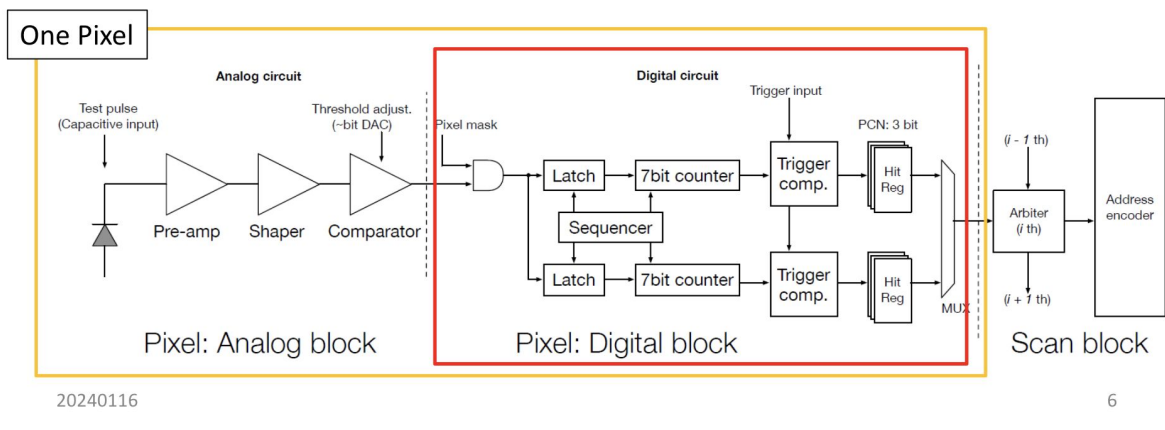 One Pixel
Analog circuit
Digital circuit
Test pulse
(Capacitive input)
Threshold adjust.
(~bit DAC)
Pixel mask
Trigger input
PCN: 3 bit
(i - 1 th)
Latch
7bit counter
Trigger
comp.
Hit
Reg
Sequencer
Arbiter
(i th)
Address
encoder
Pre-amp
Shaper
Comparator
Latch
7bit counter
Trigger
comp.
Hit
Reg
MUX
(i + 1 th)
Pixel: Analog block
Pixel: Digital block
Scan block
20240116
6